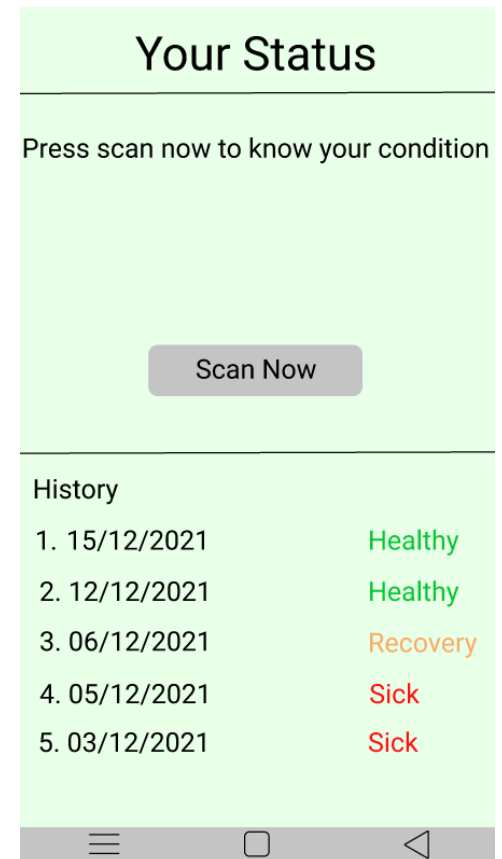 Your Status
Press scan now to know your condition
Scan Now
History
1. 15/12/2021 Healthy
2. 12/12/2021 Healthy
3. 06/12/2021 Recovery
4. 05/12/2021 Sick
5. 03/12/2021 Sick